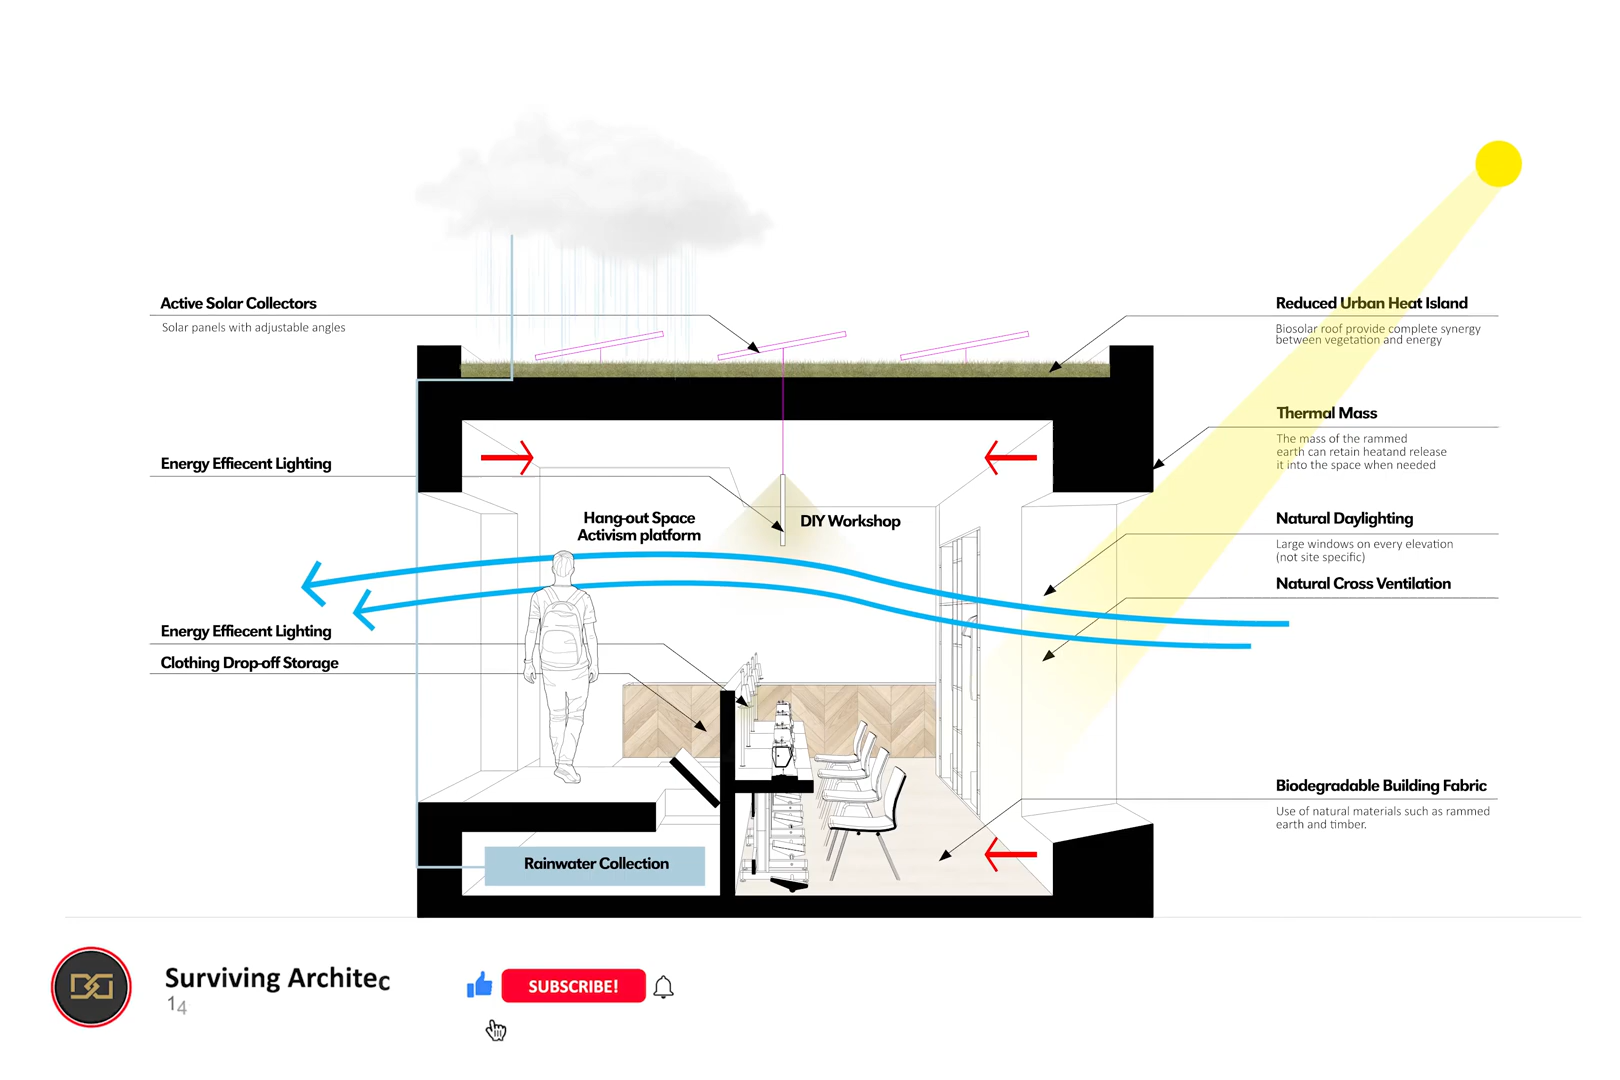 Active Solar Collectors
Solar panels with adjustable angles
Energy Effiecent Lighting
Energy Effiecent Lighting
Clothing Drop-off Storage
Hang-out Space
Activism platform
DIY Workshop
Rainwater Collection
Reduced Urban Heat Island
Biosolar roof provide complete synergy
between vegetation and energy
Thermal Mass
The mass of the rammed
earth can retain heatand release
it into the space when needed
Natural Daylighting
Large windows on every elevation
(not site specific)
Natural Cross Ventilation
Biodegradable Building Fabric
Use of natural materials such as rammed
earth and timber.
Surviving Architec
14
SUBSCRIBE!